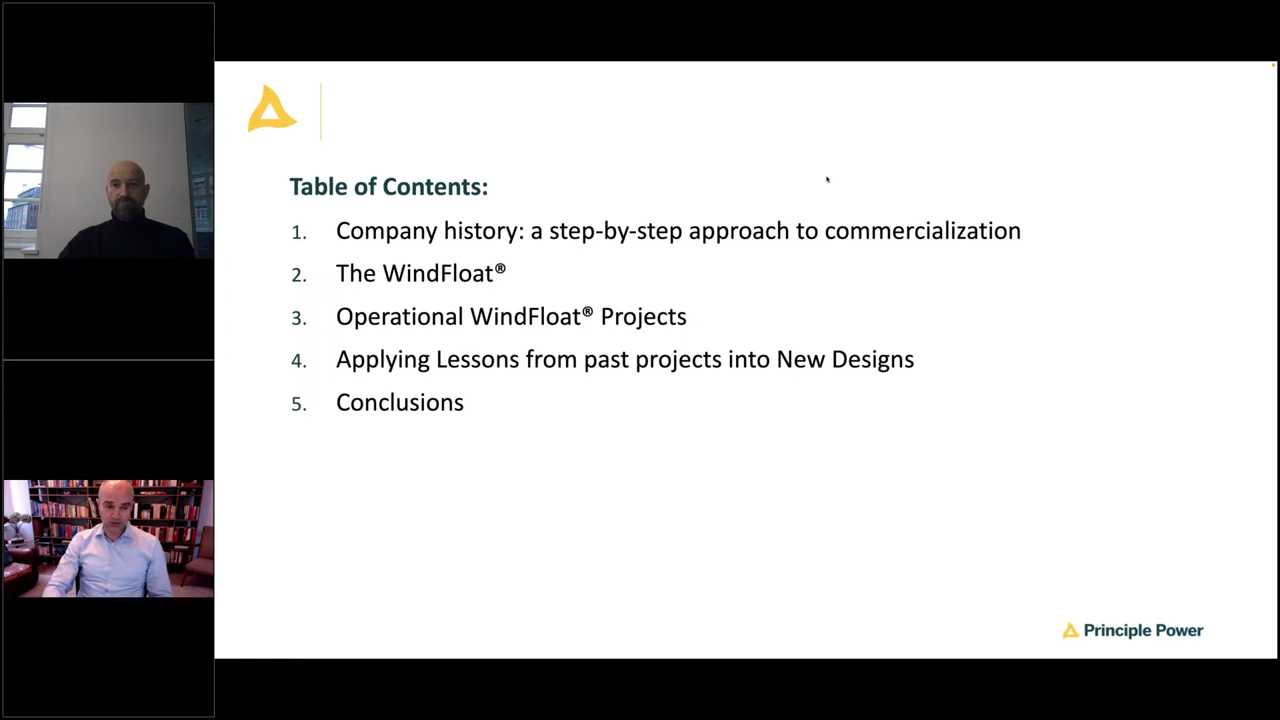 Table of Contents:
1. Company history: a step-by-step approach to commercialization
2. The WindFloat®
3. Operational WindFloat® Projects
4. Applying Lessons from past projects into New Designs
5. Conclusions
Principle Power